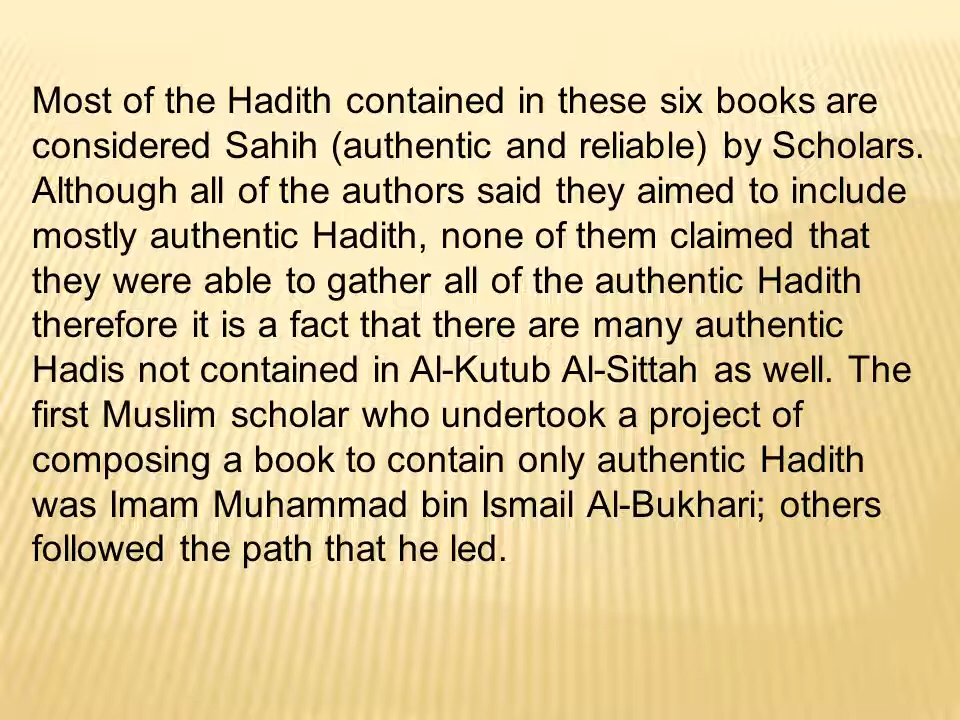 Most of the Hadith contained in these six books are
considered Sahih (authentic and reliable) by Scholars.
Although all of the authors said they aimed to include
mostly authentic Hadith, none of them claimed that
they were able to gather all of the authentic Hadith
therefore it is a fact that there are many authentic
Hadis not contained in Al-Kutub Al-Sittah as well. The
first Muslim scholar who undertook a project of
composing a book to contain only authentic Hadith
was Imam Muhammad bin Ismail Al-Bukhari; others
followed the path that he led.